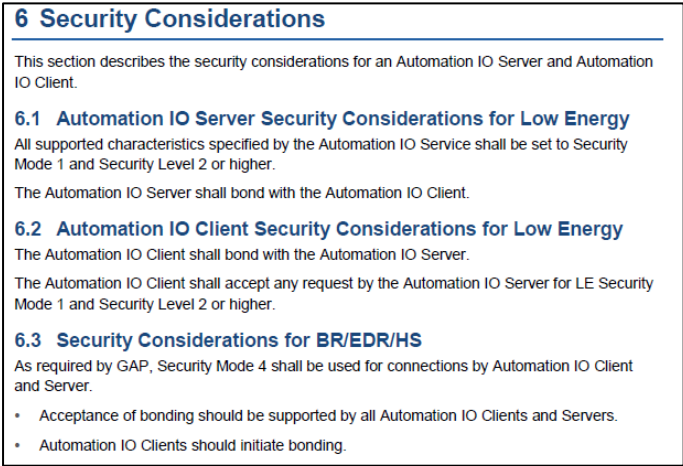 6 Security Considerations
This section describes the security considerations for an Automation IO Server and Automation
IO Client.
6.1 Automation IO Server Security Considerations for Low Energy
All supported characteristics specified by the Automation IO Service shall be set to Security
Mode 1 and Security Level 2 or higher.
The Automation IO Server shall bond with the Automation IO Client.
6.2 Automation IO Client Security Considerations for Low Energy
The Automation IO Client shall bond with the Automation IO Server.
The Automation IO Client shall accept any request by the Automation IO Server for LE Security
Mode 1 and Security Level 2 or higher.
6.3 Security Considerations for BR/EDR/HS
As required by GAP, Security Mode 4 shall be used for connections by Automation IO Client
and Server.
• Acceptance of bonding should be supported by all Automation IO Clients and Servers.
• Automation IO Clients should initiate bonding.